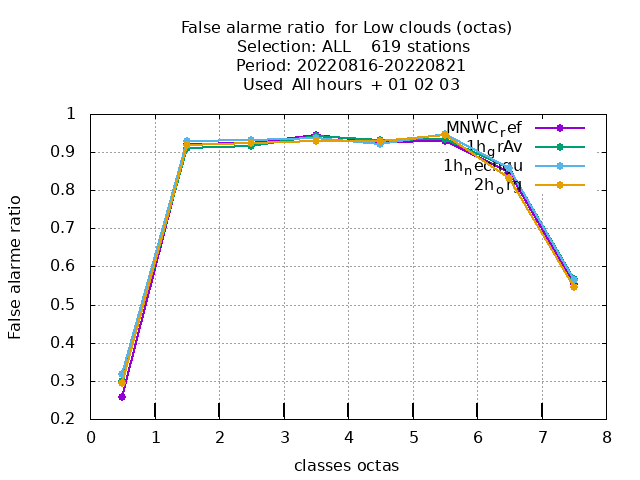 False alarme ratio for Low clouds (octas)
Selection: ALL 619 stations
Period: 20220816-20220821
Used All hours + 01 02 03
1
0.9
0.8
0.7
0.6
0.5
0.4
0.3
0.2
False alarme ratio
MNWC_ref
1h_grAv
2h_org
0 1 2 3 4 5 6 7 8
classes octas